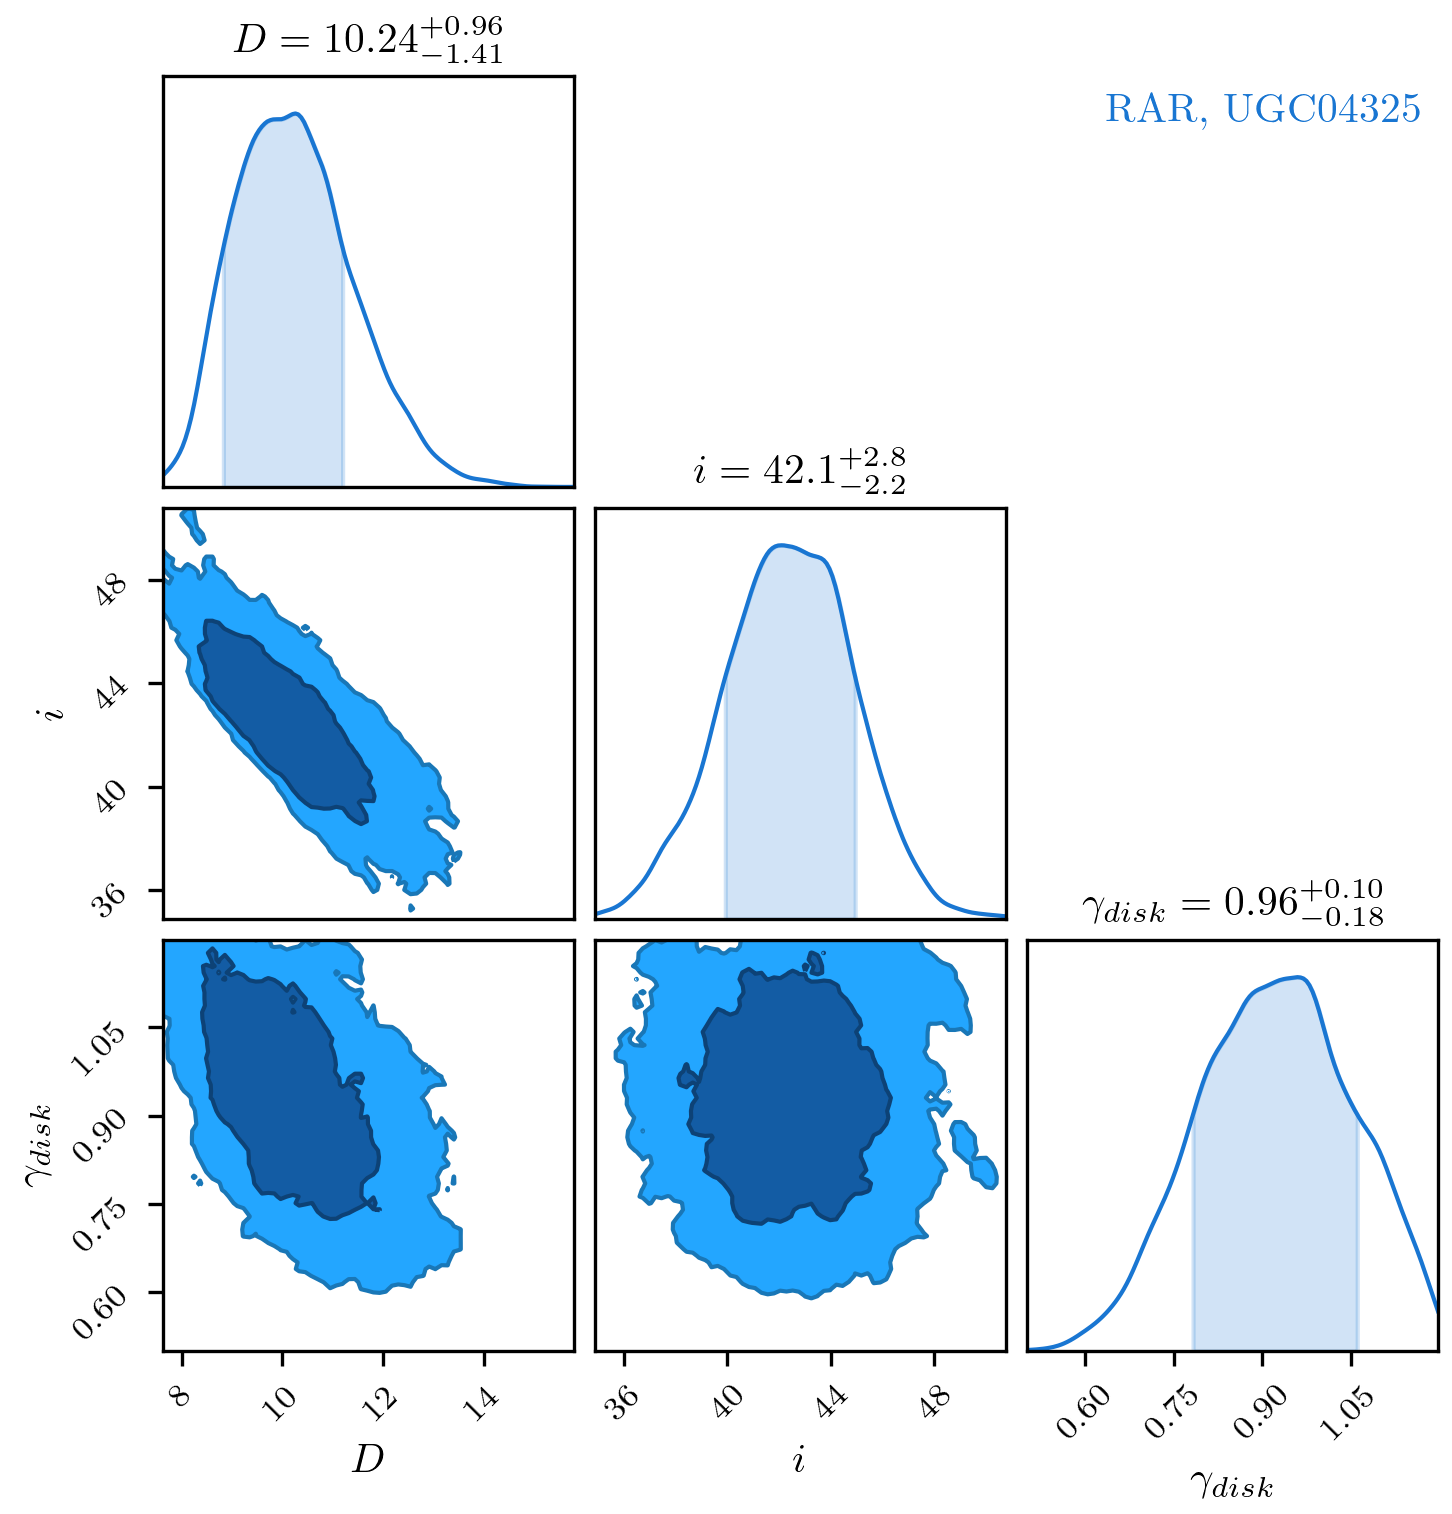 D = 10.24^{+0.96}_{-1.41}
RAR, UGC04325
i = 42.1^{+2.8}_{-2.2}
48
44
40
36
i
γ_{disk} = 0.96^{+0.10}_{-0.18}
1.05
0.90
0.75
0.60
γ_{disk}
8 10 12 14
36 40 44 48
0.60 0.75 0.90 1.05
D
i
γ_{disk}